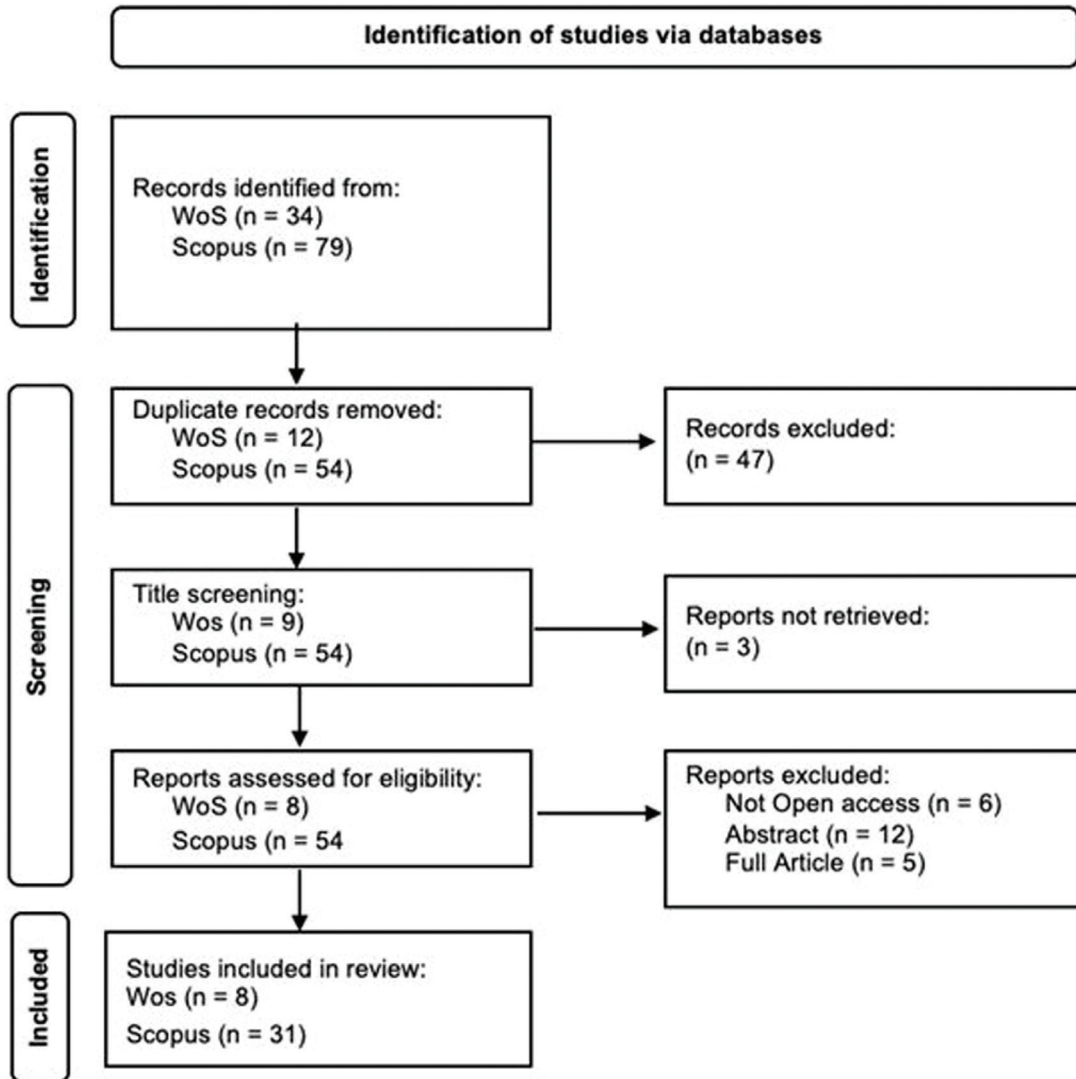 Identification of studies via databases
Identification
Records identified from:
WoS (n = 34)
Scopus (n = 79)
Screening
Duplicate records removed:
WoS (n = 12)
Scopus (n = 54)
Records excluded:
(n = 47)
Title screening:
Wos (n = 9)
Scopus (n = 54)
Reports not retrieved:
(n = 3)
Reports assessed for eligibility:
WoS (n = 8)
Scopus (n = 54
Reports excluded:
Not Open access (n = 6)
Abstract (n = 12)
Full Article (n = 5)
Included
Studies included in review:
Wos (n = 8)
Scopus (n = 31)